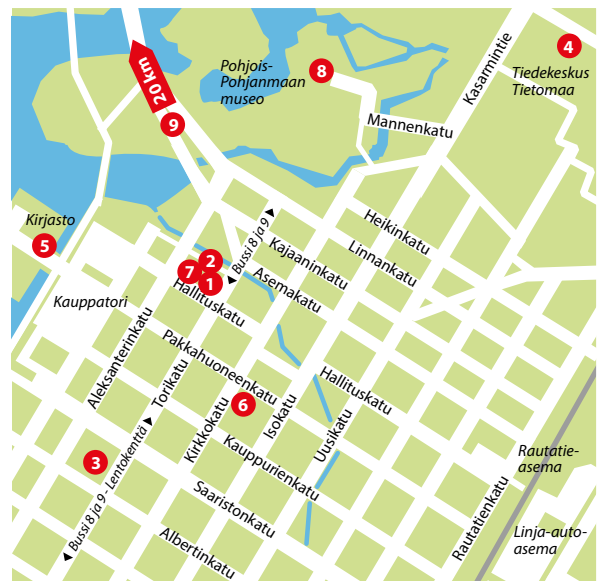 20 km
9
Pohjois-
Pohjanmaan
museo
8
Kasarmintie
4
Tiedekeskus
Tietomaa
Mannenkatu
Kirjasto
5
Kauppatori
2
7
1
Bussi 8 ja 9
Heikinkatu
Linnankatu
Kajaaninkatu
Asemakatu
Hallituskatu
Pakkahuoneenkatu
Hallituskatu
Aleksanterinkatu
Torikatu
Kirkkokatu
6
Isokatu
Uusikatu
Kauppurienkatu
3
Bussi 8 ja 9 - Lentokenttä
Saaristonkatu
Albertinkatu
Rautatienkatu
Rautatie-
asema
Linja-auto-
asema